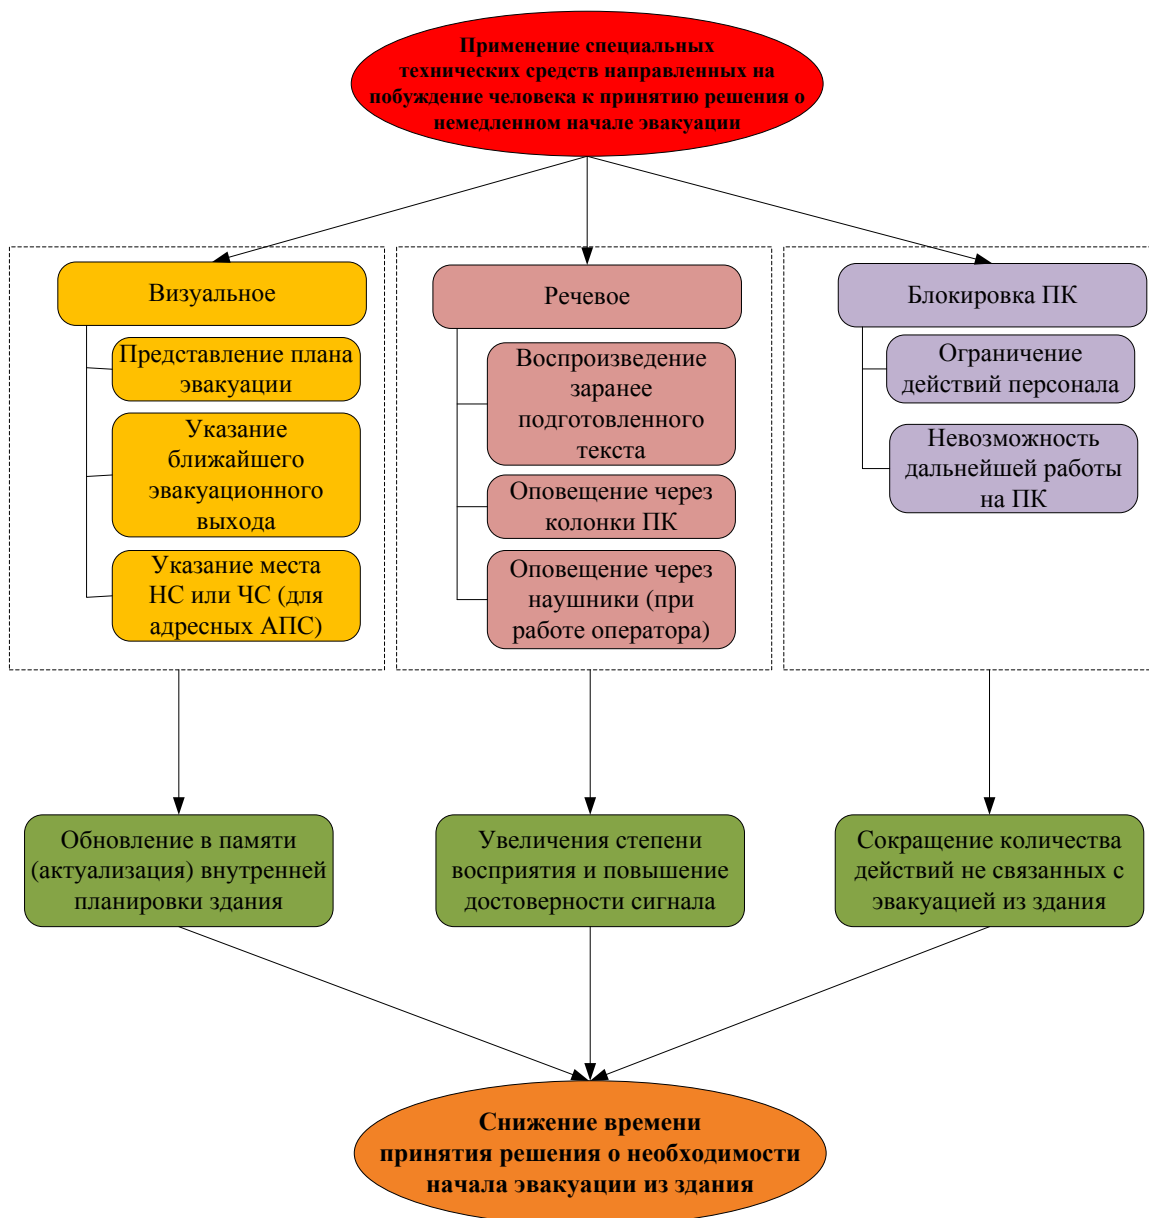 Применение специальных
технических средств направленных на
побуждение человека к принятию решения о
немедленном начале эвакуации
Визуальное
Представление плана
эвакуации
Указание
ближайшего
эвакуационного
выхода
Указание места
НС или ЧС (для
адресных АПС)
Речевое
Воспроизведение
заранее
подготовленного
текста
Оповещение через
колонки ПК
Оповещение через
наушники (при
работе оператора)
Блокировка ПК
Ограничение
действий персонала
Невозможность
дальнейшей работы
на ПК
Обновление в памяти
(актуализация) внутренней
планировки здания
Увеличения степени
восприятия и повышение
достоверности сигнала
Сокращение количества
действий не связанных с
эвакуацией из здания
Снижение времени
принятия решения о необходимости
начала эвакуации из здания